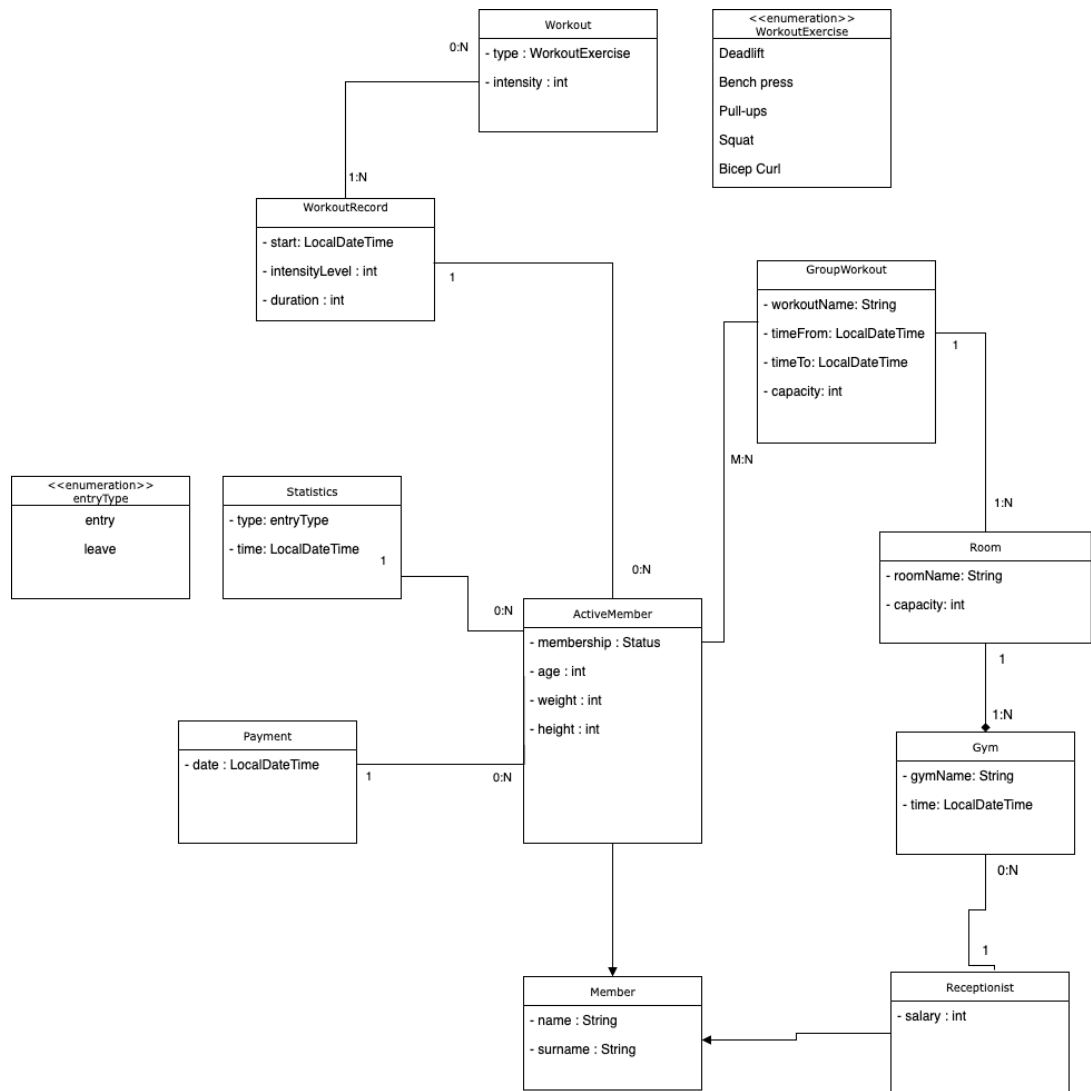 Workout
- type : WorkoutExercise
- intensity : int
0:N
<<enumeration>>
WorkoutExercise
Deadlift
Bench press
Pull-ups
Squat
Bicep Curl
1:N
WorkoutRecord
- start: LocalDateTime
- intensityLevel : int
- duration : int
1
GroupWorkout
- workoutName: String
- timeFrom: LocalDateTime
- timeTo: LocalDateTime
- capacity: int
1
M:N
1:N
<<enumeration>>
entryType
entry
leave
Statistics
- type: entryType
- time: LocalDateTime
1
0:N
0:N
Room
- roomName: String
- capacity: int
1
1:N
ActiveMember
- membership : Status
- age : int
- weight : int
- height : int
Payment
- date : LocalDateTime
1
0:N
Gym
- gymName: String
- time: LocalDateTime
0:N
1
Member
- name : String
- surname : String
Receptionist
- salary : int